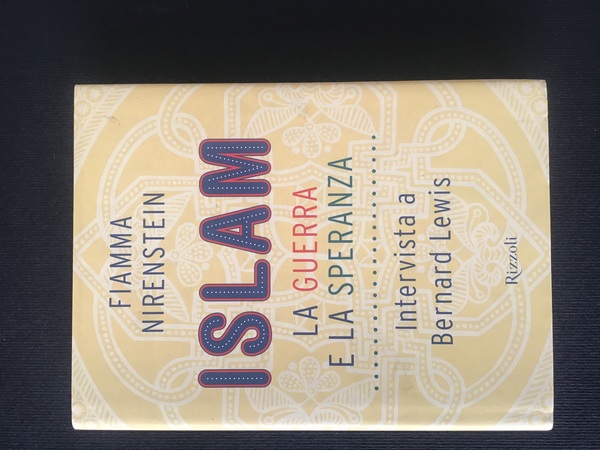 FIAMMA
NIRENSTEIN
ISLAM
LA GUERRA
E LA SPERANZA
Intervista a
Bernard Lewis
Rizzoli